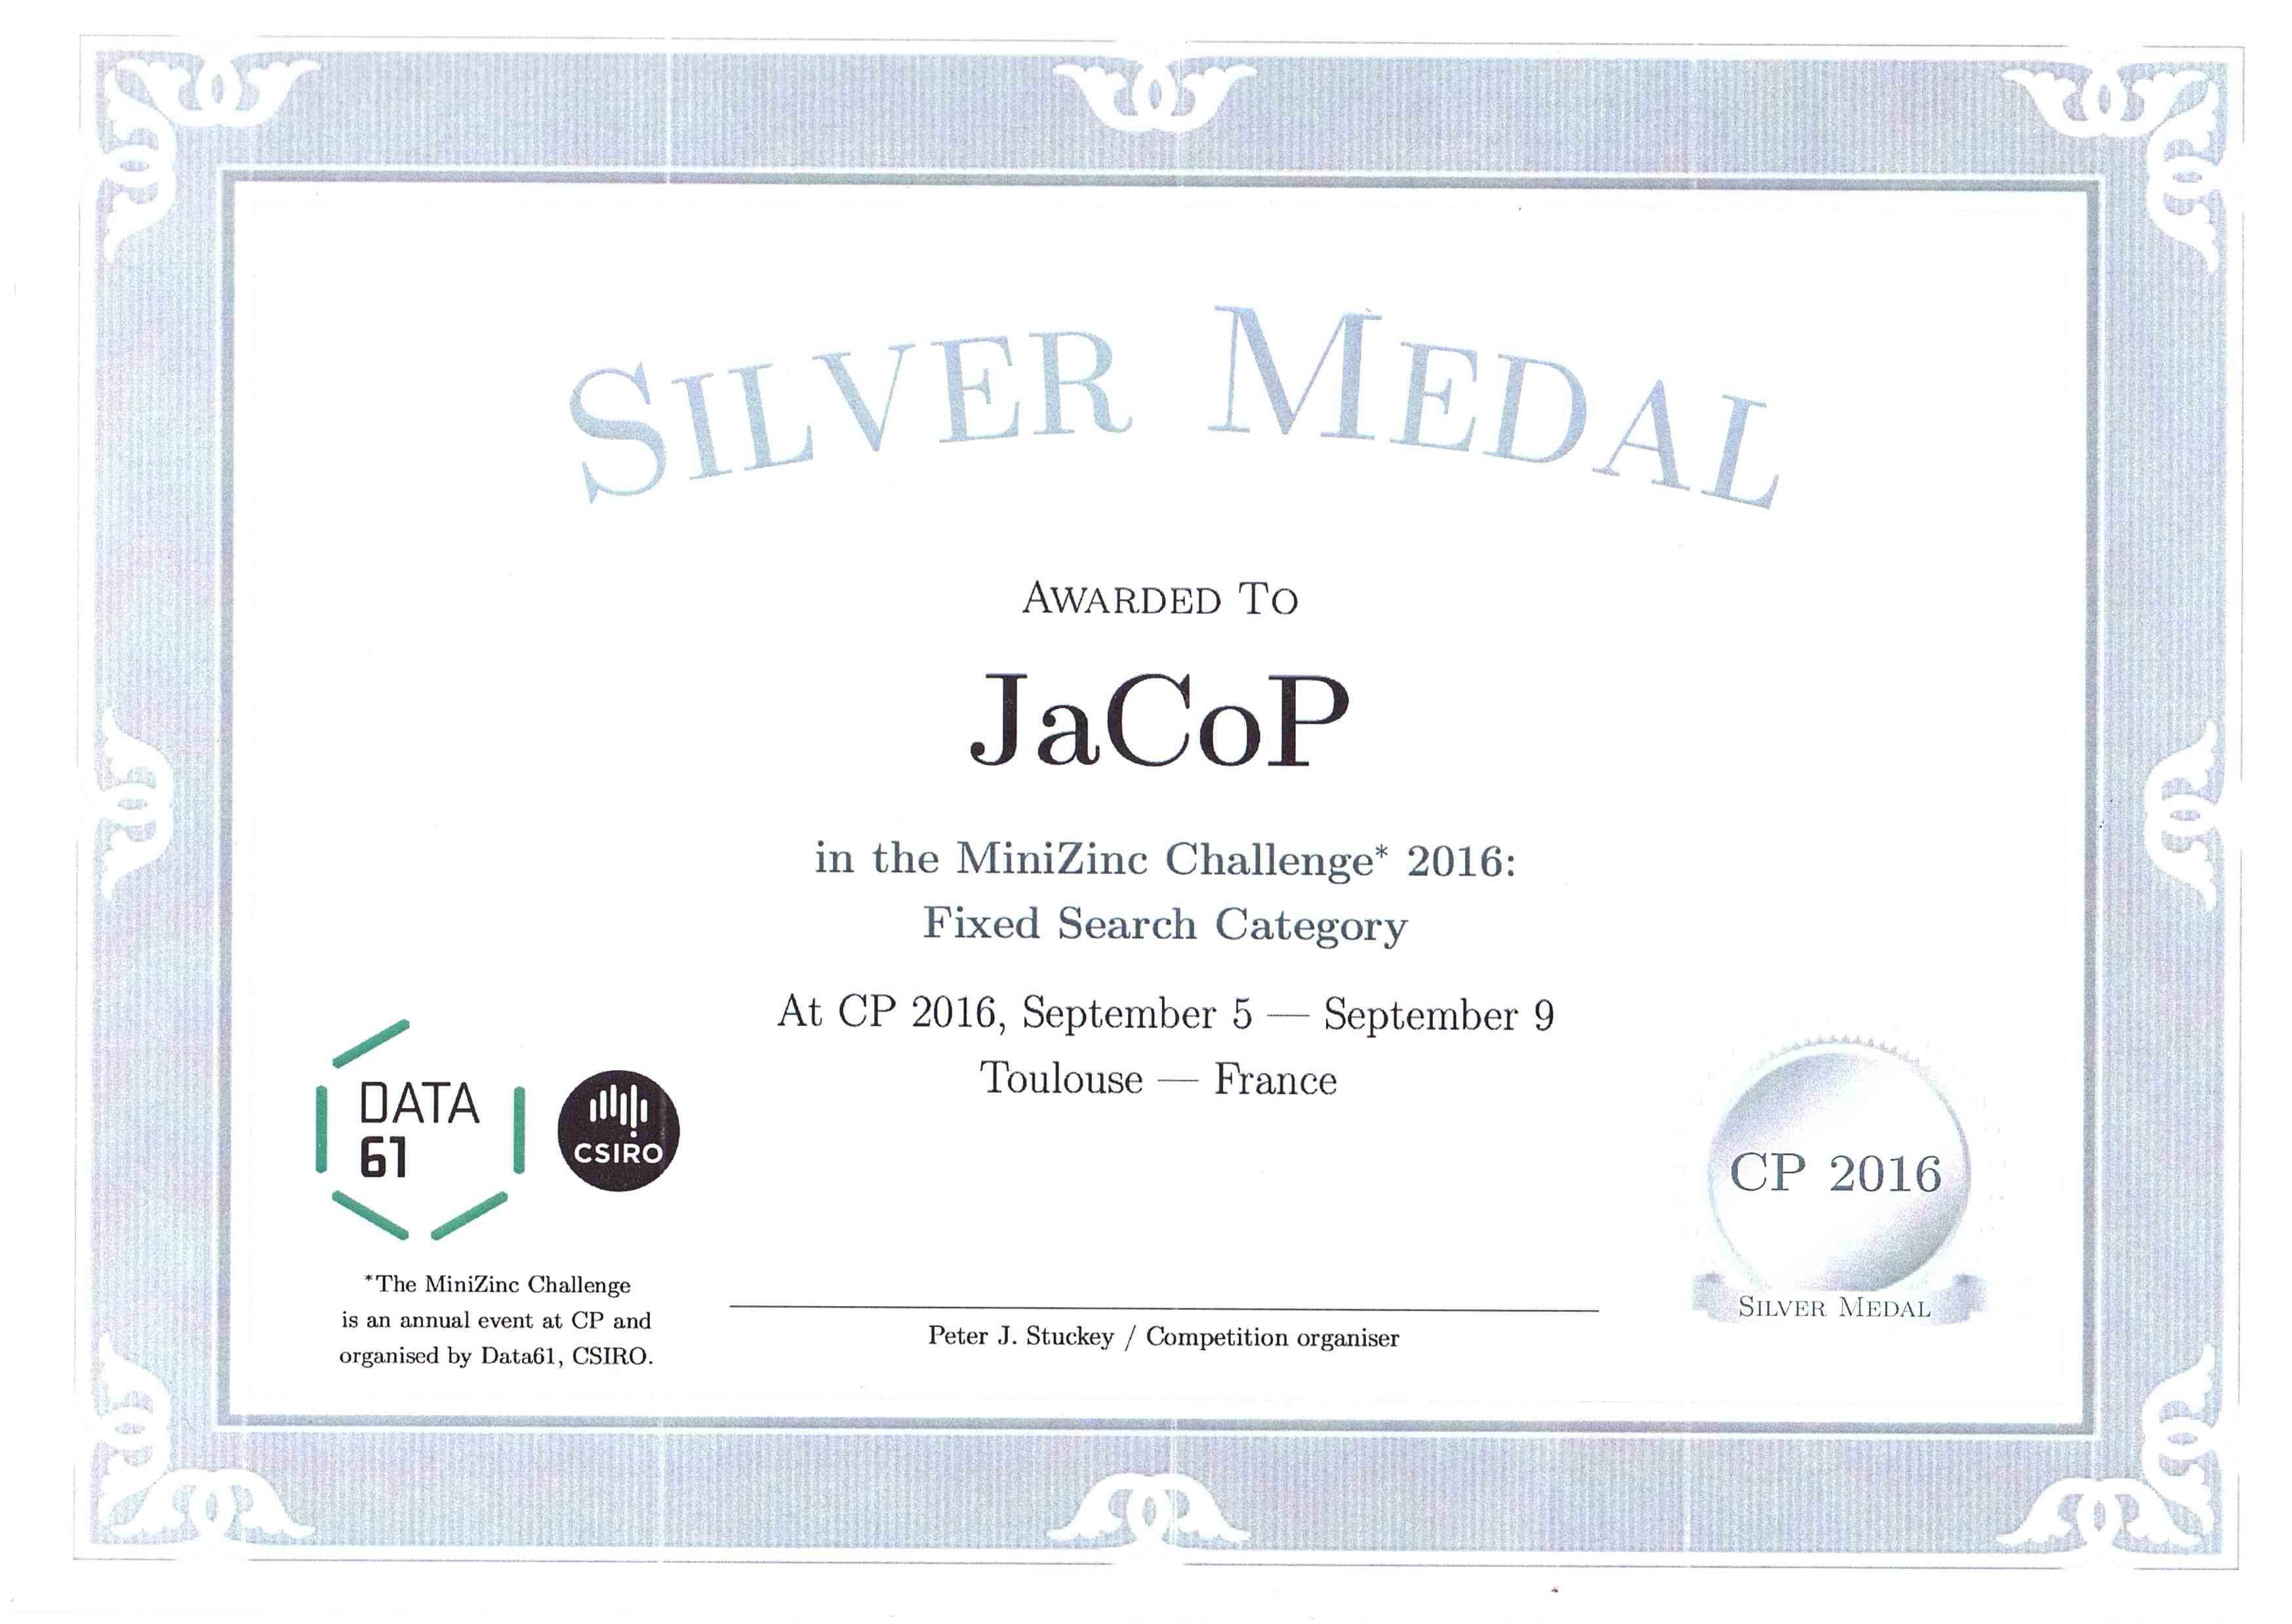 SILVER MEDAL
AWARDED TO
JaCoP
in the MiniZinc Challenge* 2016:
Fixed Search Category
At CP 2016, September 5 — September 9
Toulouse — France
DATA
61
CSIRO
CP 2016
SILVER MEDAL
*The MiniZinc Challenge
is an annual event at CP and
organised by Data61, CSIRO.
Peter J. Stuckey / Competition organiser